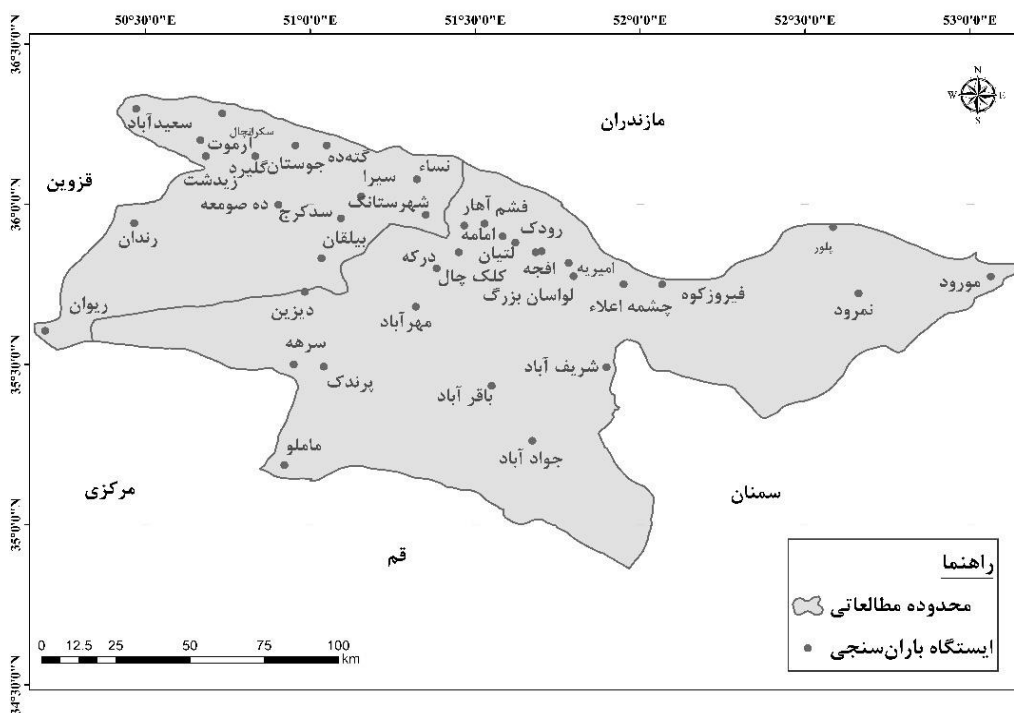 50°30'0"E 51°0'0"E 51°30'0"E 52°0'0"E 52°30'0"E 53°0'0"E
36°30'0"N
36°0'0"N
35°30'0"N
35°0'0"N
34°30'0"N
N
W E
S
مازندران
قزوین
مرکزی
قم
سمنان
سعیدآباد
سکرانچال
ارموت
گته‌ده
جوستان
گلیرد
زیدشت
نساء
سیرا
شهرستانک
ده صومعه
سدکرج
بیلقان
رندان
ریوان
دیزین
فشم
آهار
امامه
رودک
لتیان
افجه
امیریه
درکه
کلک چال
لواسان بزرگ
چشمه اعلاء
فیروزکوه
پلور
نمرود
مورود
مهرآباد
سرهه
پرندک
شریف آباد
باقر آباد
ماملو
جواد آباد
راهنما
محدوده مطالعاتی
ایستگاه باران‌سنجی
0 12.5 25 50 75 100
km